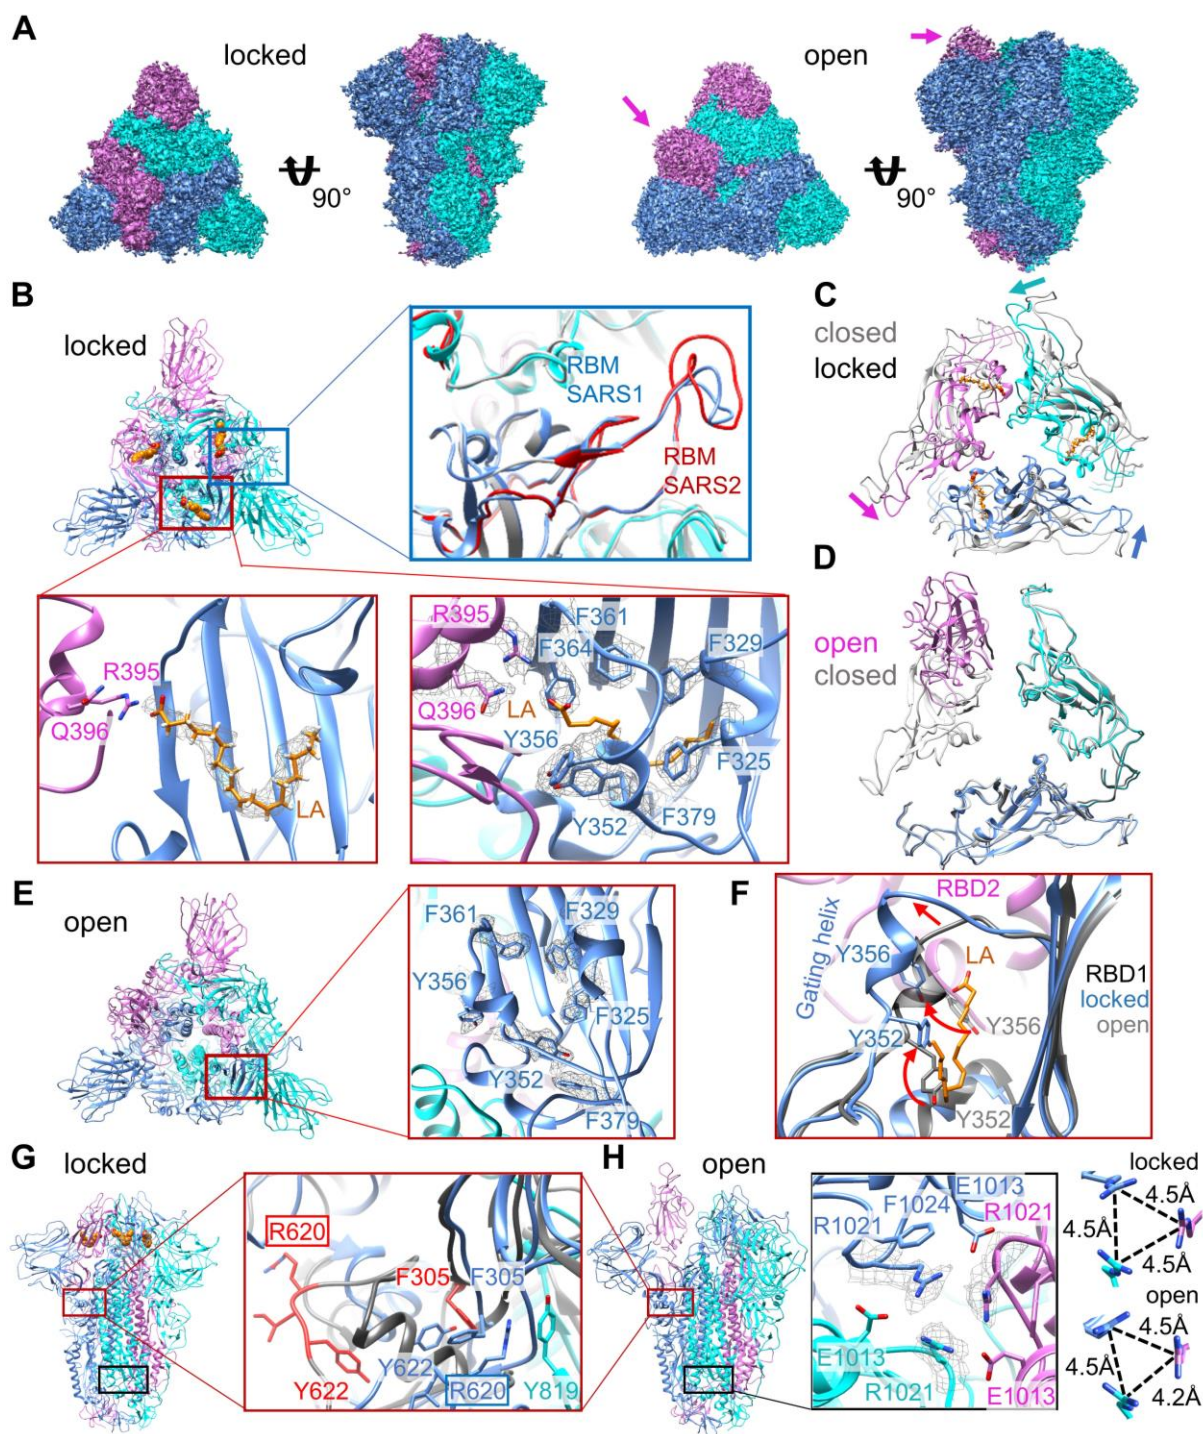 A
locked
90°
open
90°
B
locked
RBM
SARS1
RBM
SARS2
C
closed
locked
R395
Q396
LA
R395
F361
F364
F329
Q396
LA
Y356
F325
Y352
F379
D
open
closed
E
open
F361
F329
Y356
F325
Y352
F379
F
RBD2
Gating helix
Y356
LA
RBD1
locked
open
Y352
Y356
Y352
G
locked
R620
F305
F305
Y622
Y622
R620
Y819
H
open
E1013
F1024
R1021
R1021
E1013
R1021
E1013
locked
4.5Å
4.5Å
4.5Å
open
4.5Å
4.5Å
4.2Å